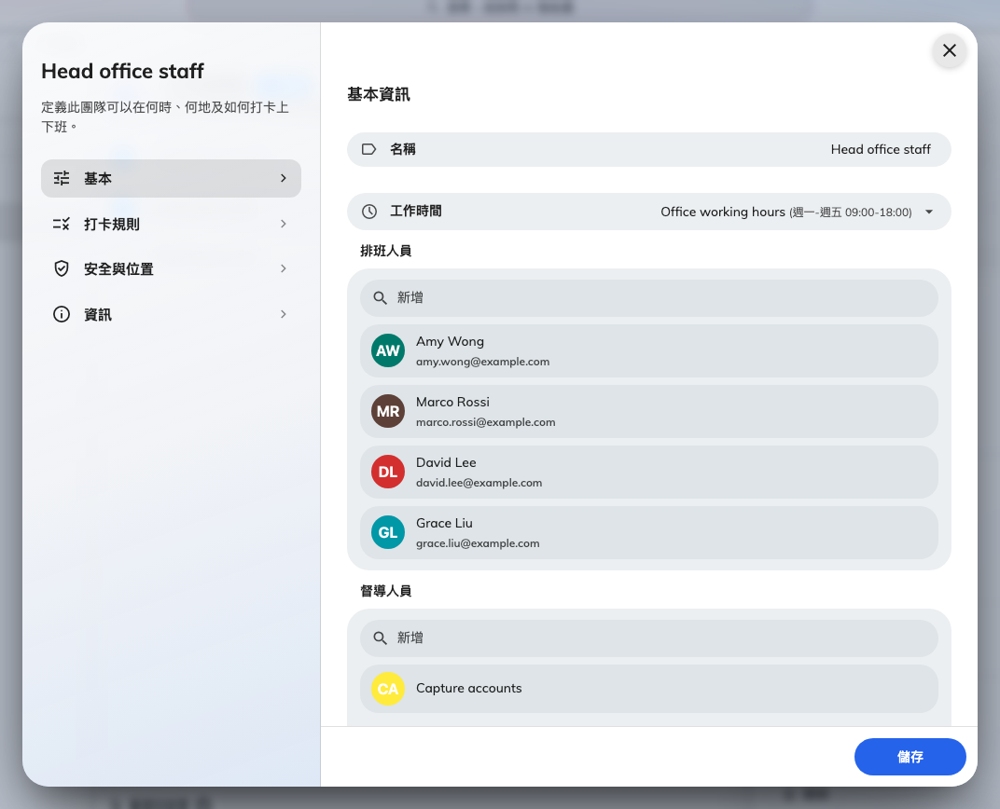 Head office staff
定義此團隊可以在何時、何地及如何打卡上
下班。
基本
打卡規則
安全與位置
資訊
基本資訊
名稱 Head office staff
工作時間 Office working hours (週一-週五 09:00-18:00)
排班人員
新增
AW Amy Wong
amy.wong@example.com
MR Marco Rossi
marco.rossi@example.com
DL David Lee
david.lee@example.com
GL Grace Liu
grace.liu@example.com
督導人員
新增
CA Capture accounts
儲存